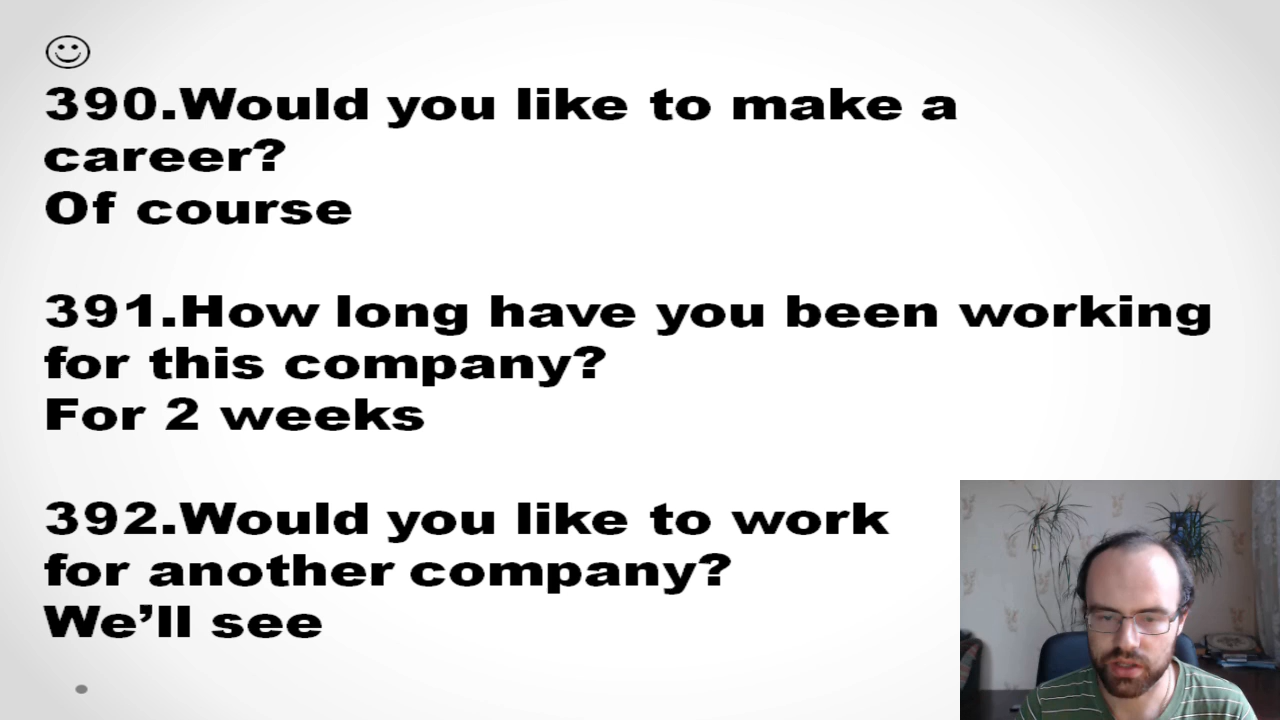 390.Would you like to make a
career?
Of course
391.How long have you been working
for this company?
For 2 weeks
392.Would you like to work
for another company?
We’ll see